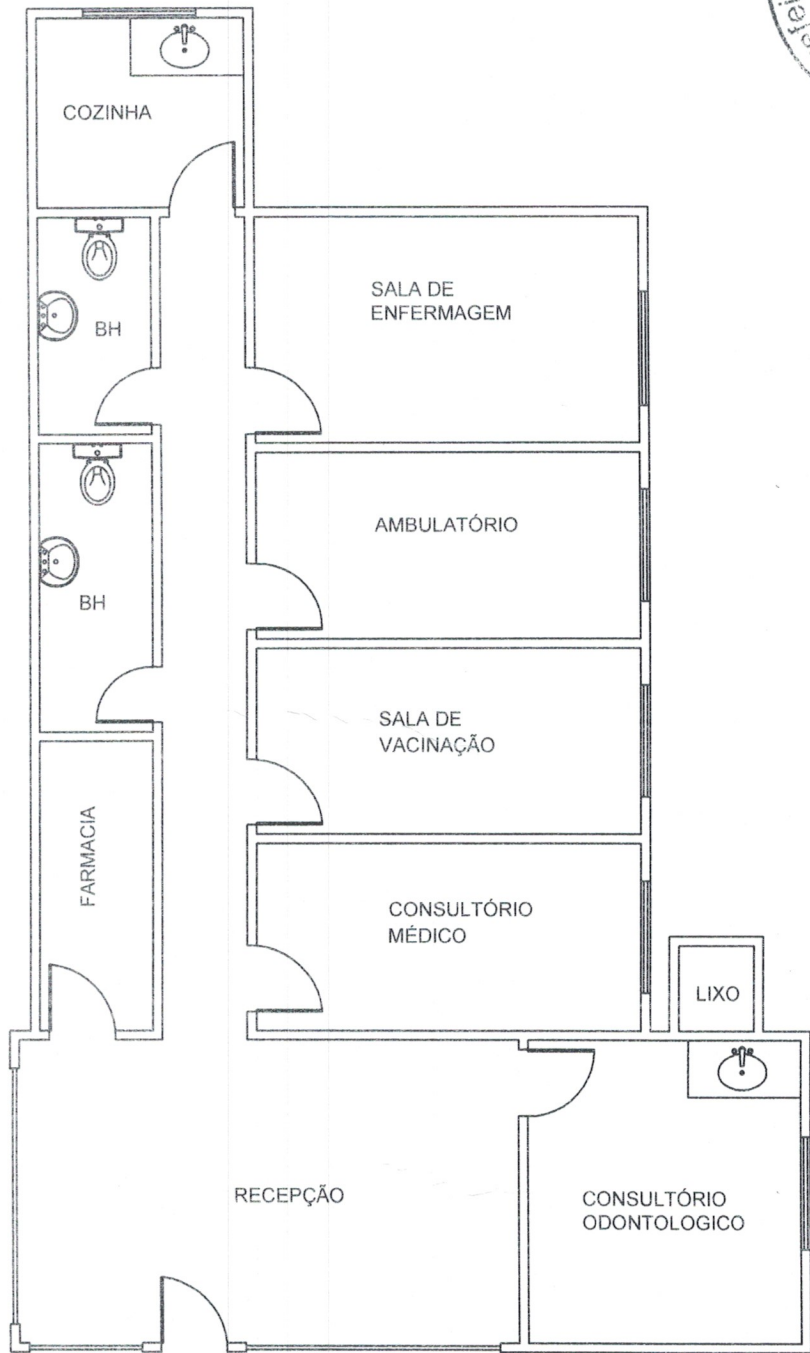 COZINHA
SALA DE
ENFERMAGEM
BH
AMBULATÓRIO
BH
SALA DE
VACINAÇÃO
FARMACIA
CONSULTÓRIO
MÉDICO
LIXO
RECEPÇÃO
CONSULTÓRIO
ODONTOLOGICO